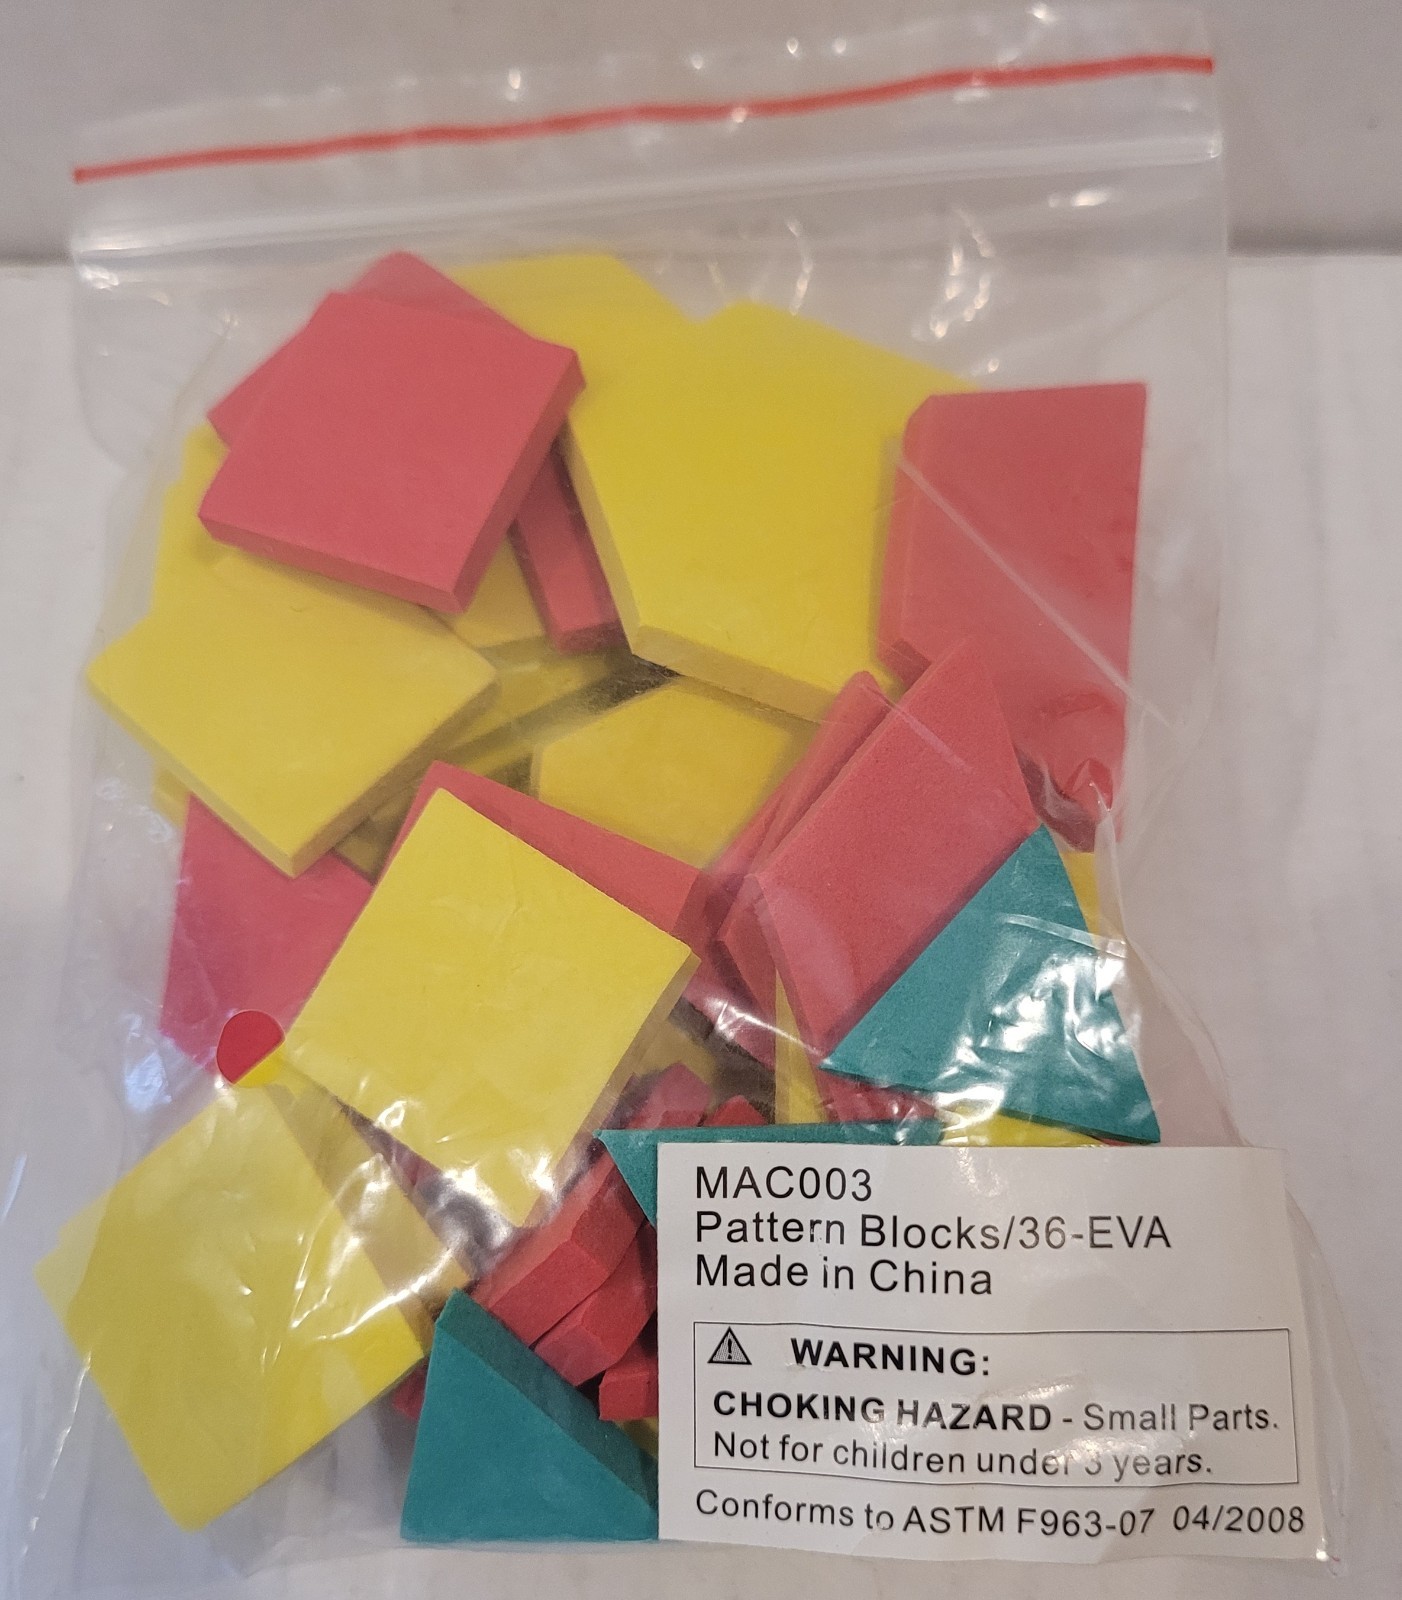 MAC003
Pattern Blocks/36-EVA
Made in China
WARNING:
CHOKING HAZARD - Small Parts.
Not for children under 3 years.
Conforms to ASTM F963-07 04/2008